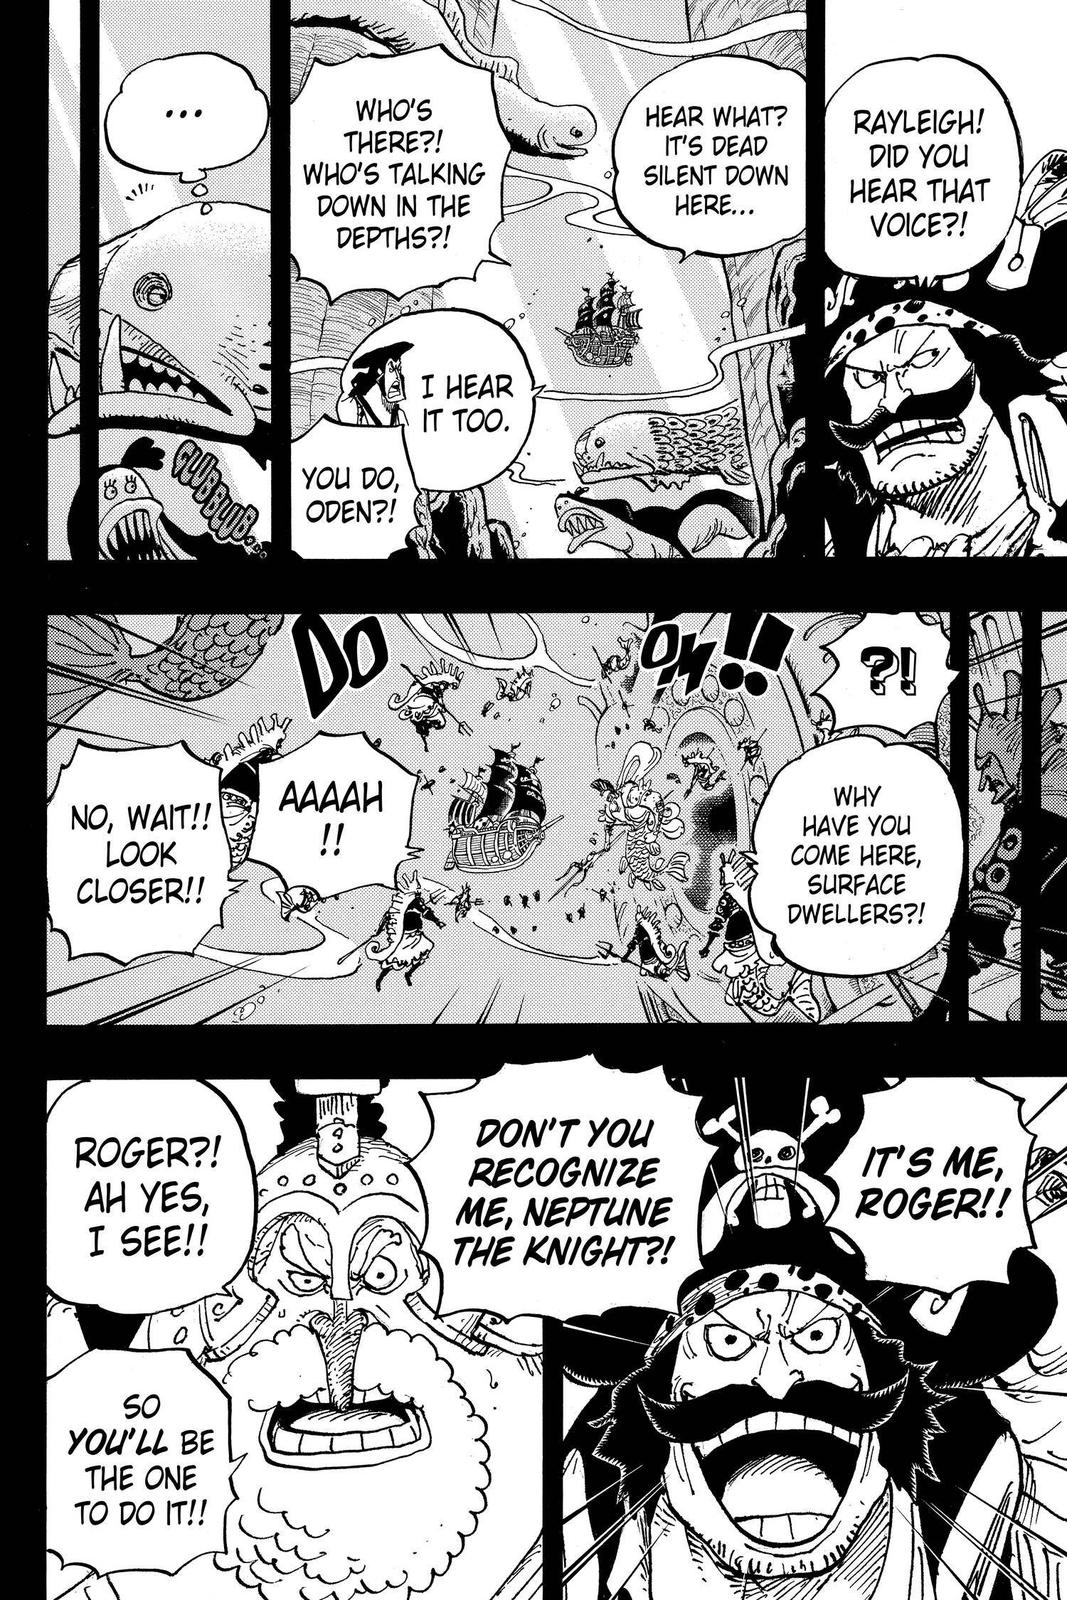 RAYLEIGH!
DID YOU
HEAR THAT
VOICE?!
HEAR WHAT?
IT'S DEAD
SILENT DOWN
HERE...
WHO'S
THERE?!
WHO'S TALKING
DOWN IN THE
DEPTHS?!
I HEAR
IT TOO.
YOU DO,
ODEN?!
...
GLUBBLUB...
?!
WHY
HAVE YOU
COME HERE,
SURFACE
DWELLERS?!
DOOM!!
AAAAH
!!
NO, WAIT!!
LOOK
CLOSER!!
IT'S ME,
ROGER!!
DON'T YOU
RECOGNIZE
ME, NEPTUNE
THE KNIGHT?!
ROGER?!
AH YES,
I SEE!!
SO
YOU'LL BE
THE ONE
TO DO IT!!